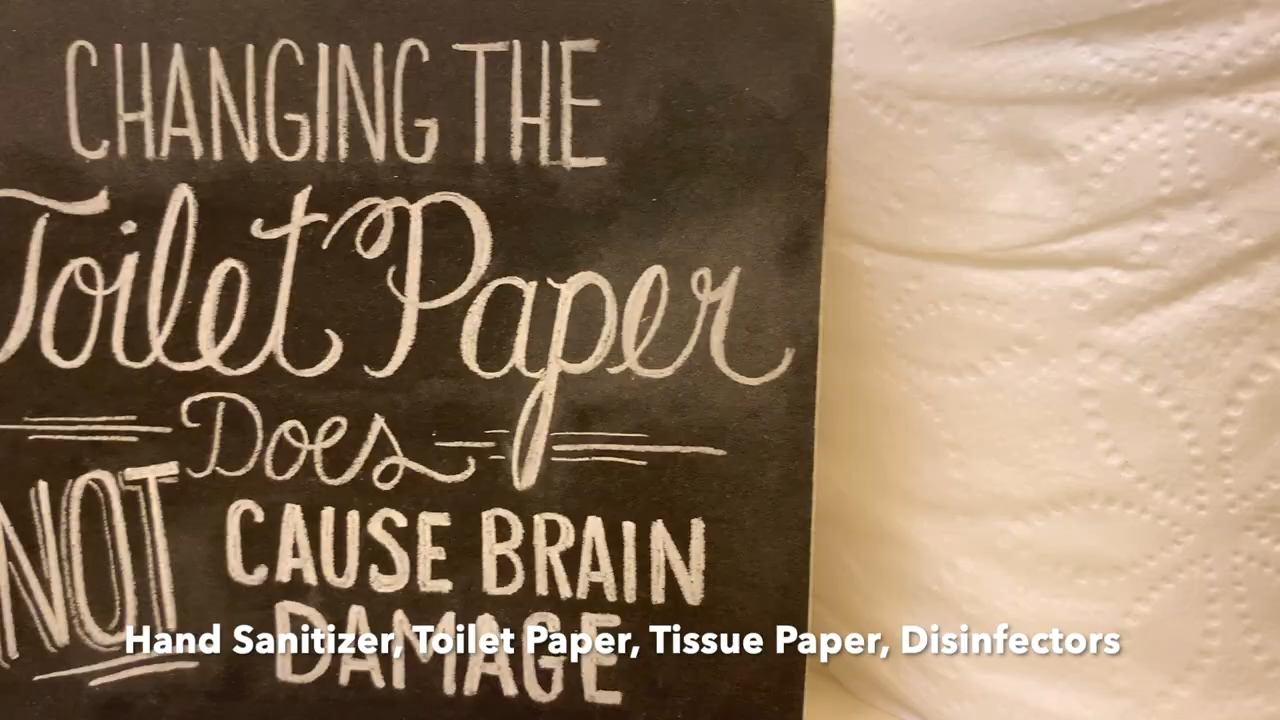 CHANGING THE
Toilet Paper
Does
NOT CAUSE BRAIN
DAMAGE
Hand Sanitizer, Toilet Paper, Tissue Paper, Disinfectors